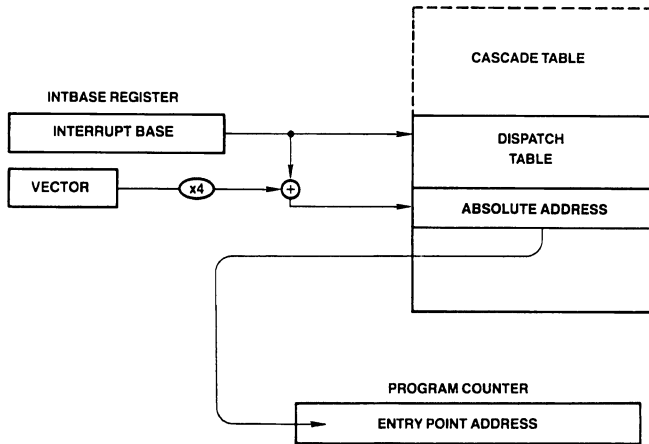 CASCADE TABLE
INTBASE REGISTER
INTERRUPT BASE
DISPATCH
TABLE
VECTOR
x4
+
ABSOLUTE ADDRESS
PROGRAM COUNTER
ENTRY POINT ADDRESS